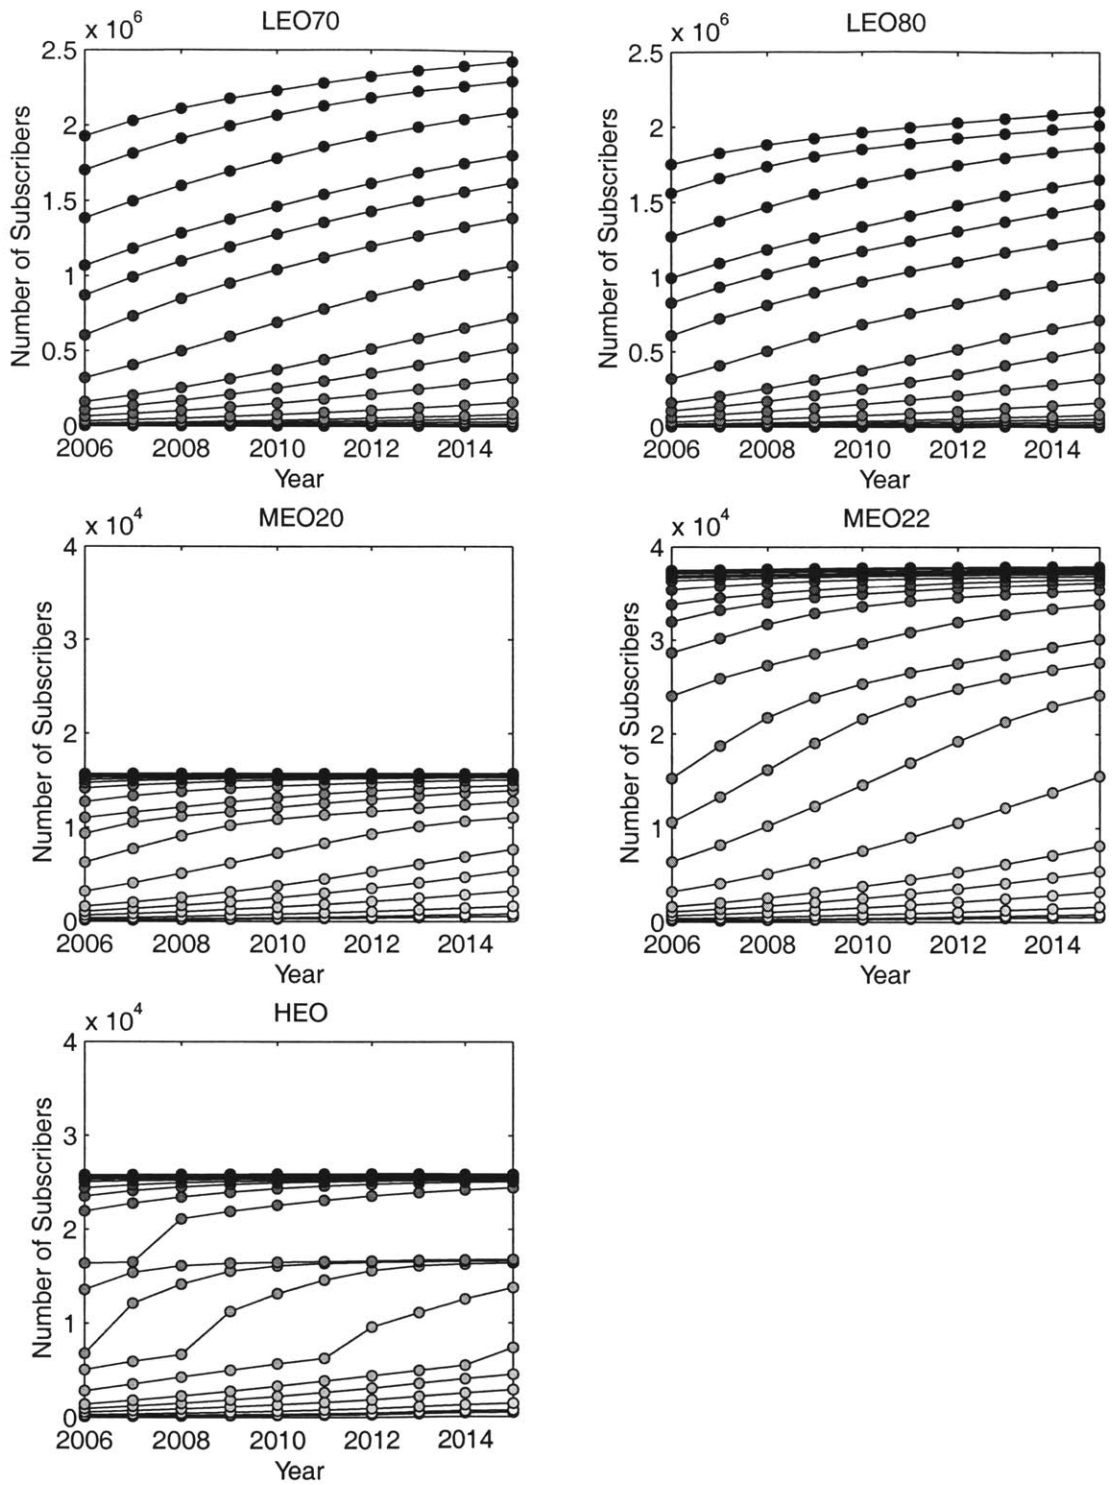 LEO70
x 10^6
2.5
2
1.5
1
0.5
0
Number of Subscribers
2006 2008 2010 2012 2014
Year
LEO80
x 10^6
2.5
2
1.5
1
0.5
0
Number of Subscribers
2006 2008 2010 2012 2014
Year
MEO20
x 10^4
4
3
2
1
0
Number of Subscribers
2006 2008 2010 2012 2014
Year
MEO22
x 10^4
4
3
2
1
0
Number of Subscribers
2006 2008 2010 2012 2014
Year
HEO
x 10^4
4
3
2
1
0
Number of Subscribers
2006 2008 2010 2012 2014
Year